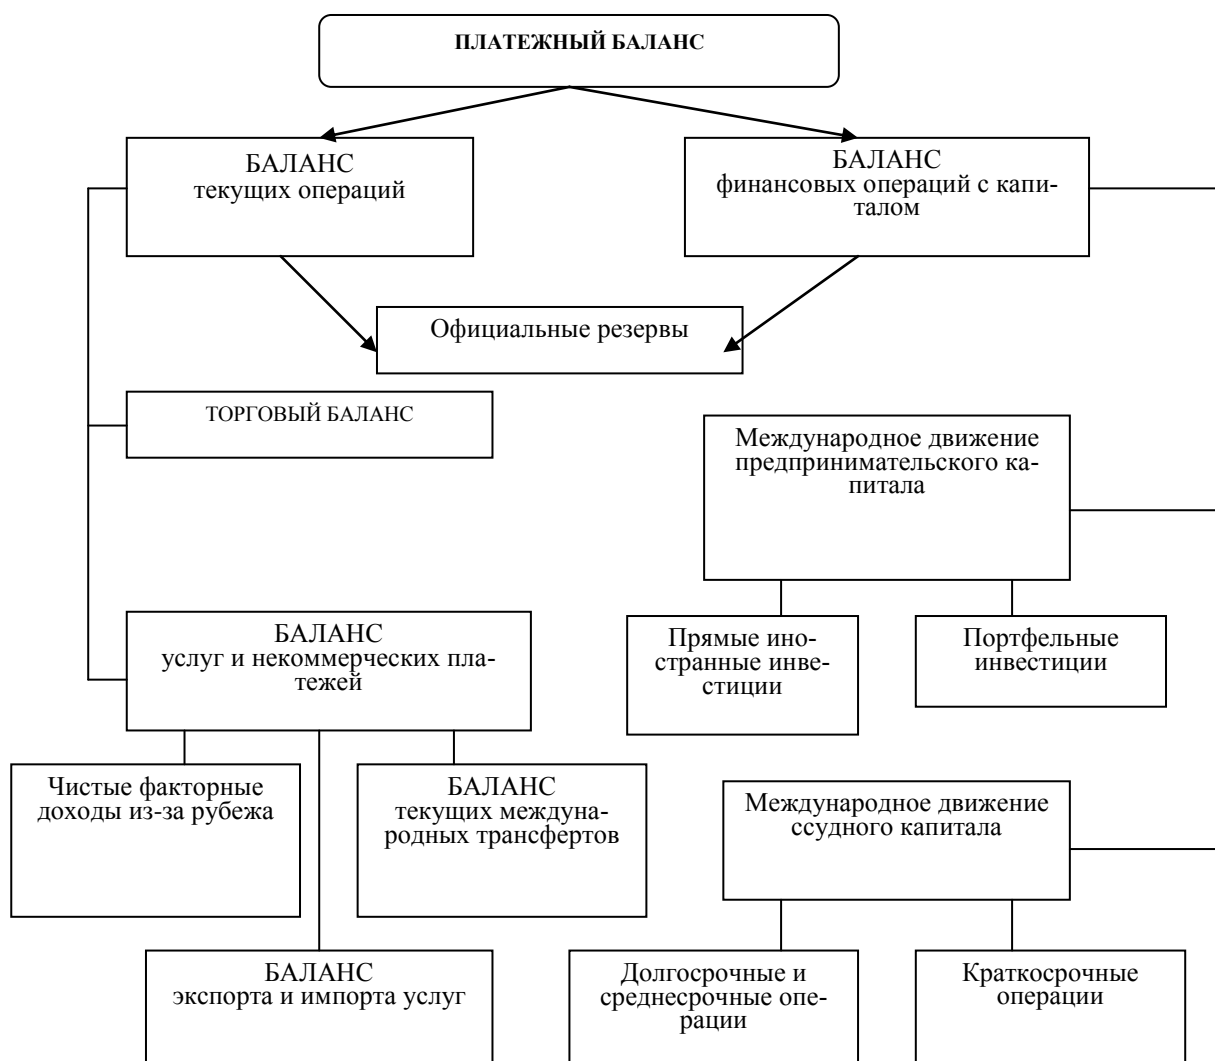 ПЛАТЕЖНЫЙ БАЛАНС
БАЛАНС
текущих операций
БАЛАНС
финансовых операций с капи-
талом
Официальные резервы
ТОРГОВЫЙ БАЛАНС
Международное движение
предпринимательского ка-
питала
БАЛАНС
услуг и некоммерческих пла-
тежей
Прямые ино-
странные инве-
стиции
Портфельные
инвестиции
Чистые факторные
доходы из-за рубежа
БАЛАНС
текущих междуна-
родных трансфертов
Международное движение
ссудного капитала
БАЛАНС
экспорта и импорта услуг
Долгосрочные и
среднесрочные опе-
рации
Краткосрочные
операции